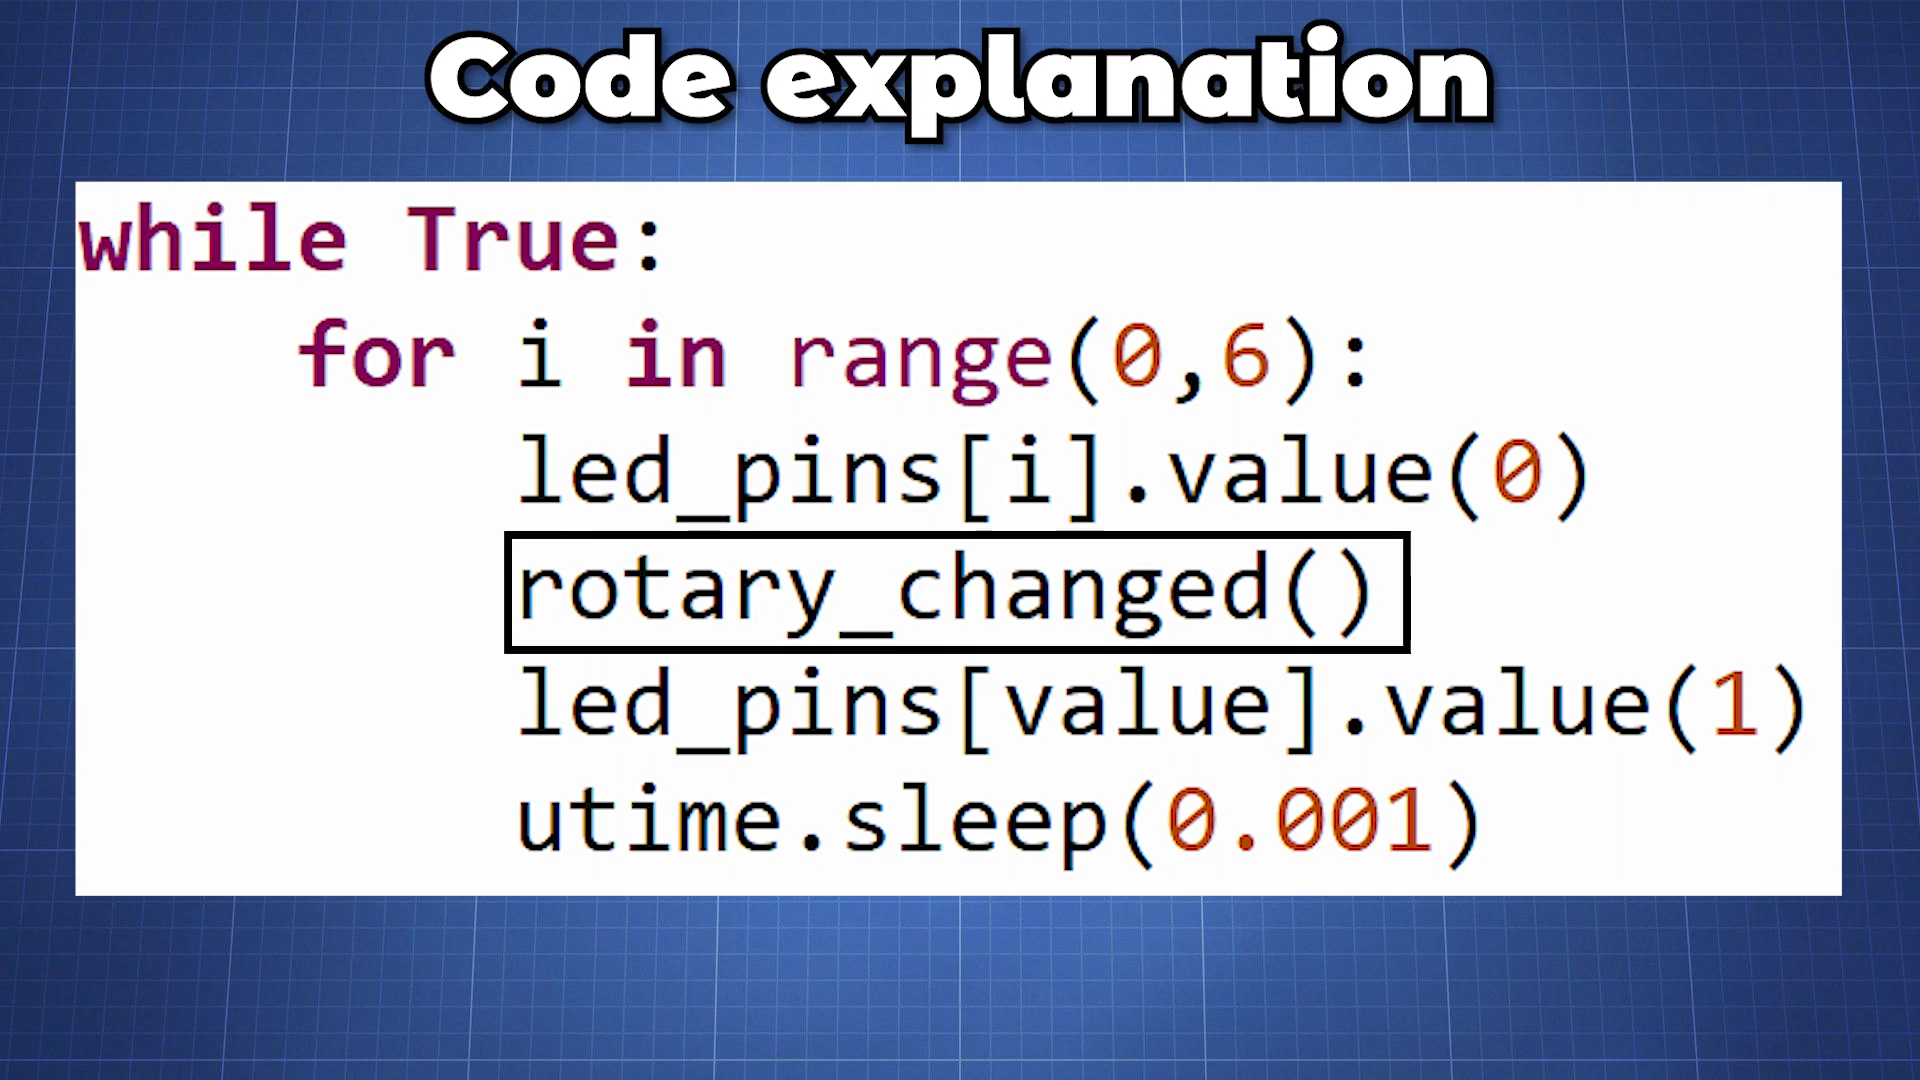 Code explanation
while True:
    for i in range(0,6):
        led_pins[i].value(0)
        rotary_changed()
        led_pins[value].value(1)
        utime.sleep(0.001)